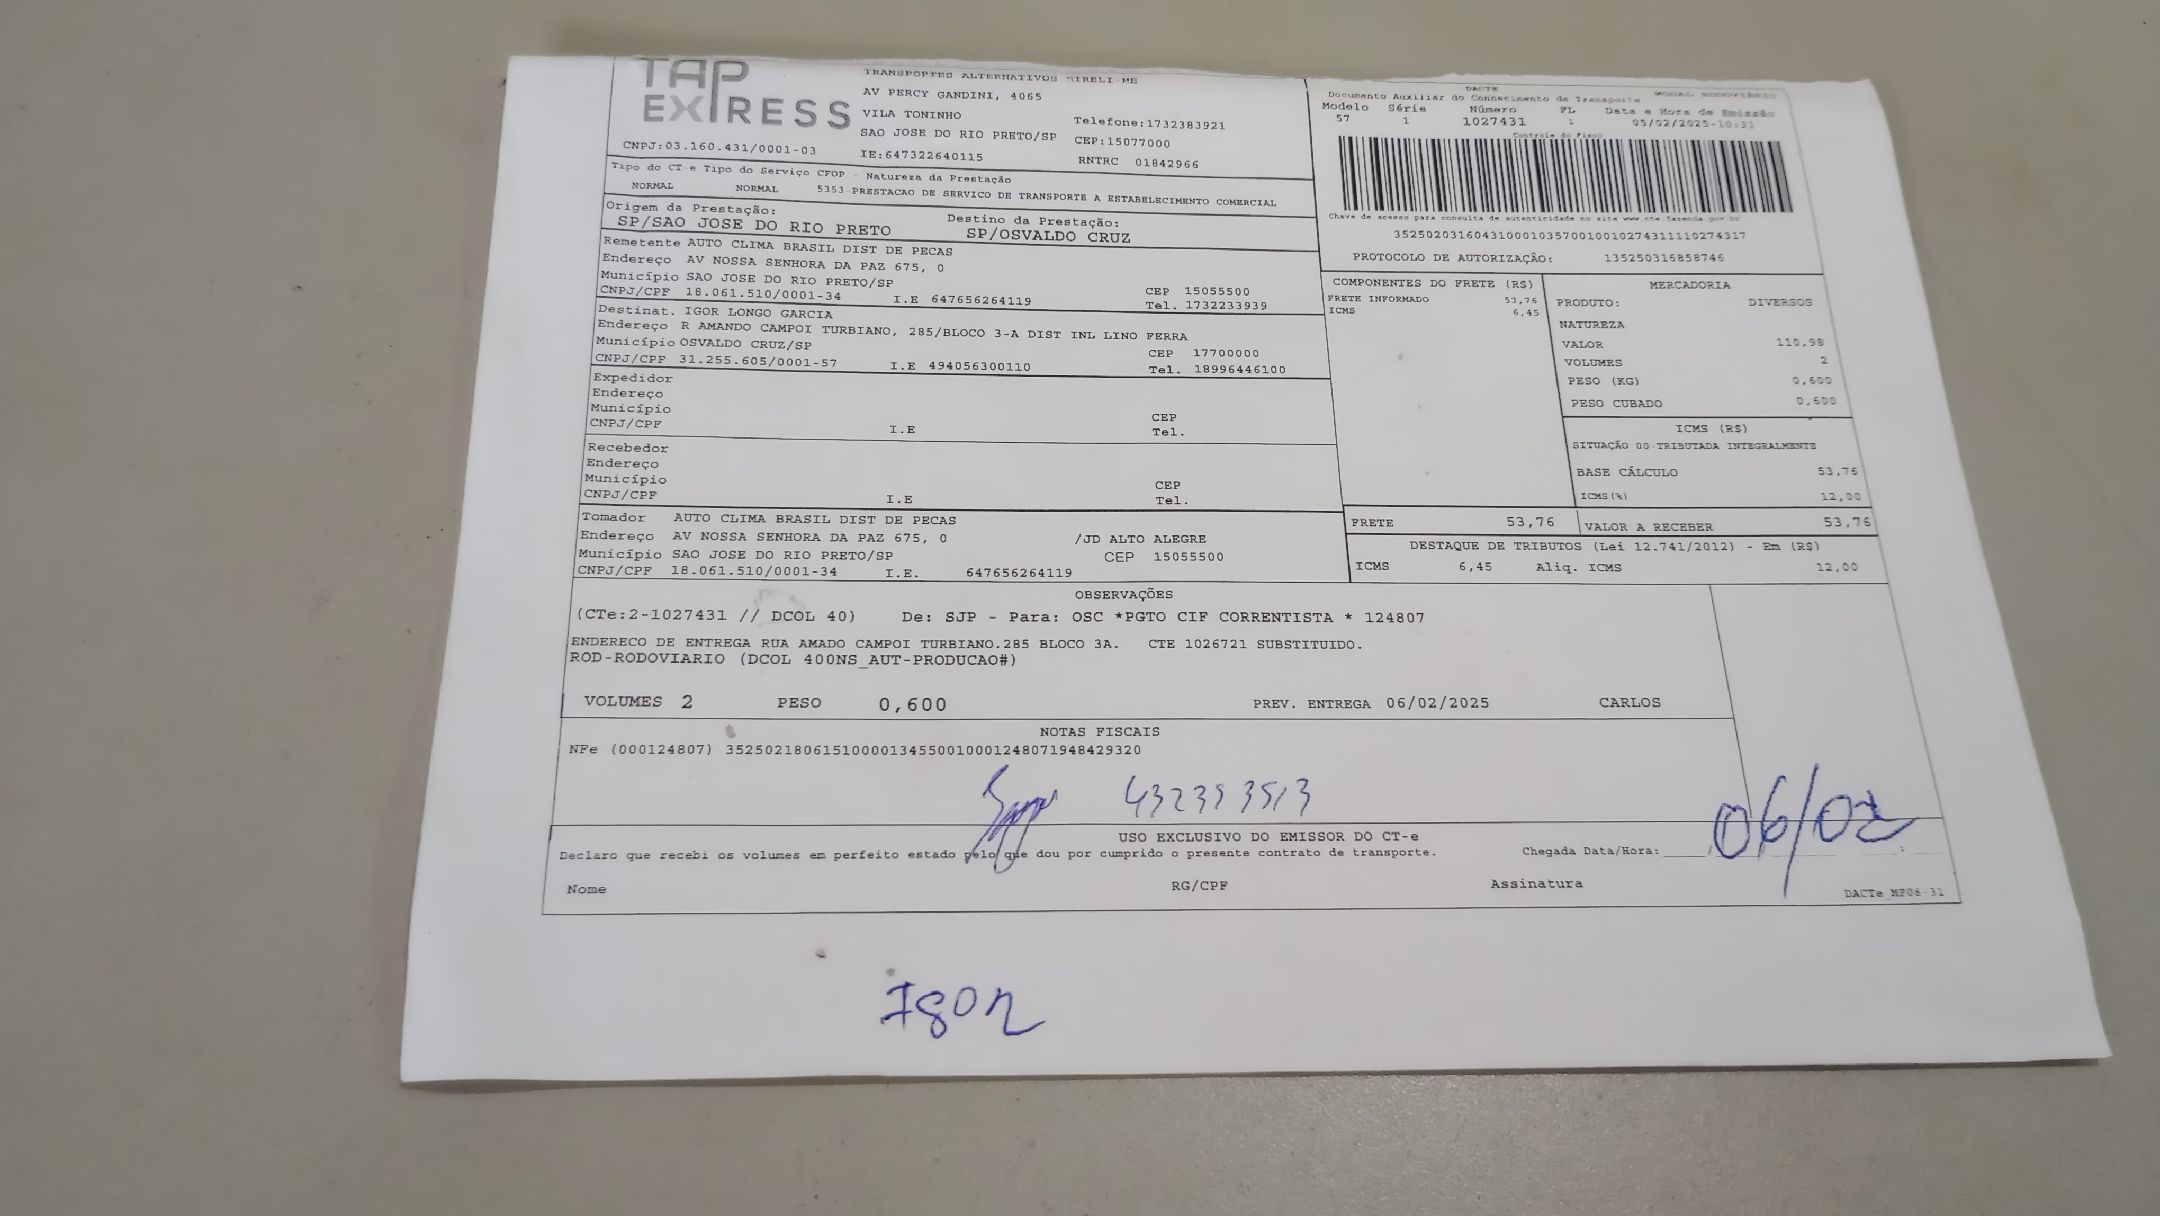 TAP
EXPRESS
TRANSPORTES ALTERNATIVOS EIRELI ME
AV PERCY GANDINI, 4065
VILA TONINHO
Telefone:1732383921
SAO JOSE DO RIO PRETO/SP
CEP:15077000
CNPJ:03.160.431/0001-03
IE:647322640115
RNTRC 01842966
Tipo do CT-e Tipo do Serviço CFOP - Natureza da Prestação
NORMAL NORMAL 5353-PRESTACAO DE SERVICO DE TRANSPORTE A ESTABELECIMENTO COMERCIAL
Origem da Prestação:
SP/SAO JOSE DO RIO PRETO
Destino da Prestação:
SP/OSVALDO CRUZ
DACTE
Documento Auxiliar do Conhecimento de Transporte
MODAL RODOVIÁRIO
Modelo Série Número FL Data e Hora de Emissão
57 1 1027431 1 05/02/2025-10:31
Controle do Fisco
Chave de acesso para consulta de autenticidade no site www.cte.fazenda.gov.br
35250203160431000103570010010274311110274317
PROTOCOLO DE AUTORIZAÇÃO: 135250316858746
Remetente AUTO CLIMA BRASIL DIST DE PECAS
Endereço AV NOSSA SENHORA DA PAZ 675, 0
Município SAO JOSE DO RIO PRETO/SP CEP 15055500
CNPJ/CPF 18.061.510/0001-34 I.E 647656264119 Tel. 1732233939
Destinat. IGOR LONGO GARCIA
Endereço R AMANDO CAMPOI TURBIANO, 285/BLOCO 3-A DIST INL LINO FERRA
Município OSVALDO CRUZ/SP CEP 17700000
CNPJ/CPF 31.255.605/0001-57 I.E 494056300110 Tel. 18996446100
Expedidor
Endereço
Município CEP
CNPJ/CPF I.E Tel.
Recebedor
Endereço
Município CEP
CNPJ/CPF I.E Tel.
Tomador AUTO CLIMA BRASIL DIST DE PECAS
Endereço AV NOSSA SENHORA DA PAZ 675, 0 /JD ALTO ALEGRE
Município SAO JOSE DO RIO PRETO/SP CEP 15055500
CNPJ/CPF 18.061.510/0001-34 I.E. 647656264119
COMPONENTES DO FRETE (R$)
FRETE INFORMADO 53,76
ICMS 6,45
MERCADORIA
PRODUTO: DIVERSOS
NATUREZA
VALOR 110,98
VOLUMES 2
PESO (KG) 0,600
PESO CUBADO 0,600
ICMS (R$)
SITUAÇÃO 00-TRIBUTADA INTEGRALMENTE
BASE CÁLCULO 53,76
ICMS(%) 12,00
FRETE 53,76 VALOR A RECEBER 53,76
DESTAQUE DE TRIBUTOS (Lei 12.741/2012) - Em (R$)
ICMS 6,45 Aliq. ICMS 12,00
OBSERVAÇÕES
(CTe:2-1027431 // DCOL 40) De: SJP - Para: OSC *PGTO CIF CORRENTISTA * 124807
ENDERECO DE ENTREGA RUA AMADO CAMPOI TURBIANO.285 BLOCO 3A. CTE 1026721 SUBSTITUIDO.
ROD-RODOVIARIO (DCOL 400NS_AUT-PRODUCAO#)
VOLUMES 2 PESO 0,600 PREV. ENTREGA 06/02/2025 CARLOS
NOTAS FISCAIS
NFe (000124807) 35250218061510000134550010001248071948429320
06/02
USO EXCLUSIVO DO EMISSOR DO CT-e
Declaro que recebi os volumes em perfeito estado pelo que dou por cumprido o presente contrato de transporte. Chegada Data/Hora:
Nome RG/CPF Assinatura
DACTe MF06-31
Igor